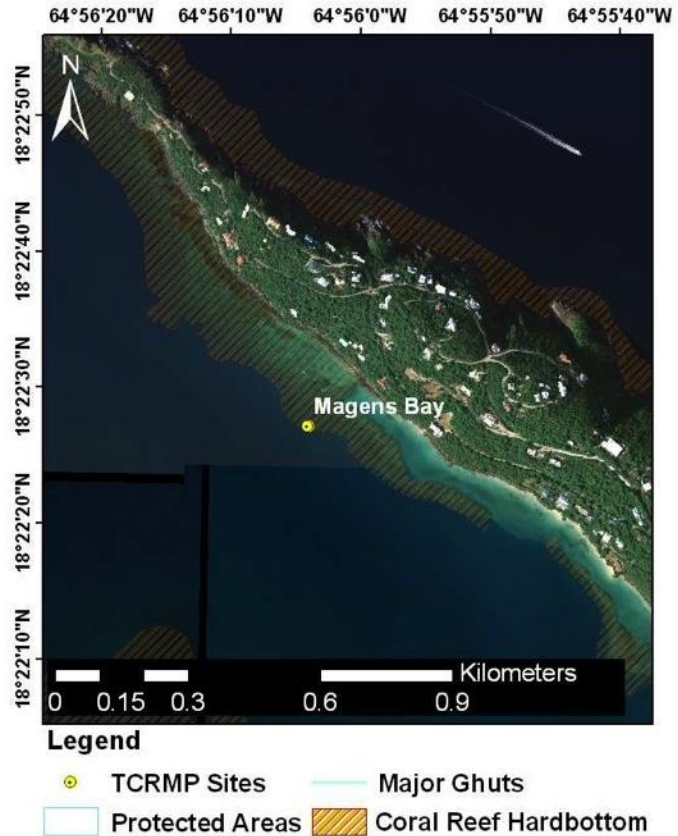 64°56'20"W 64°56'10"W 64°56'0"W 64°55'50"W 64°55'40"W
N
18°22'50"N
18°22'40"N
18°22'30"N
Magens Bay
18°22'20"N
18°22'10"N
Kilometers
0 0.15 0.3 0.6 0.9
Legend
TCRMP Sites Major Ghuts
Protected Areas Coral Reef Hardbottom